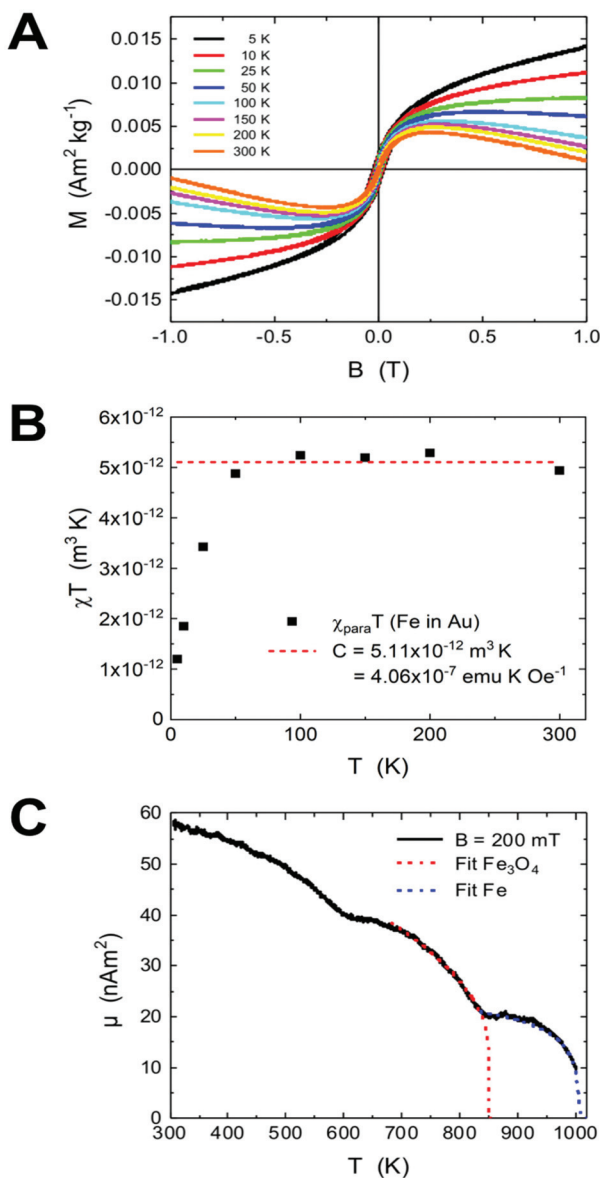 A
0.015
0.010
0.005
0.000
-0.005
-0.010
-0.015
M (Am² kg⁻¹)
5 K
10 K
25 K
50 K
100 K
150 K
200 K
300 K
-1.0 -0.5 0.0 0.5 1.0
B (T)
B
6x10⁻¹²
5x10⁻¹²
4x10⁻¹²
3x10⁻¹²
2x10⁻¹²
1x10⁻¹²
0
χT (m³ K)
χpara T (Fe in Au)
C = 5.11x10⁻¹² m³ K
= 4.06x10⁻⁷ emu K Oe⁻¹
0 100 200 300
T (K)
C
60
50
40
30
20
10
0
μ (nAm²)
B = 200 mT
Fit Fe₃O₄
Fit Fe
300 400 500 600 700 800 900 1000
T (K)